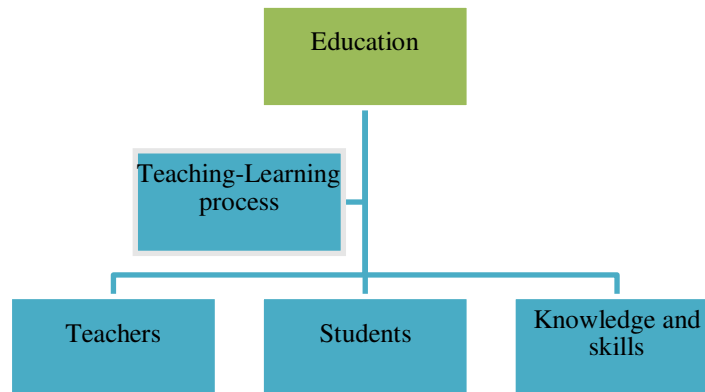 Education
Teaching-Learning
process
Teachers
Students
Knowledge and
skills